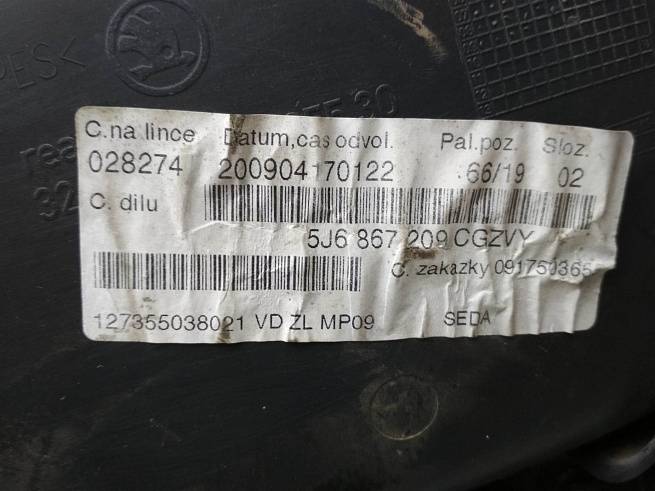 PES<
C.na lince Datum,cas odvol. Pal.poz. Sloz.
028274 200904170122 66/19 02
C. dilu
5J6 867 209 CGZVY
C. zakazky 091750365
127355038021 VD ZL MP09 SEDA